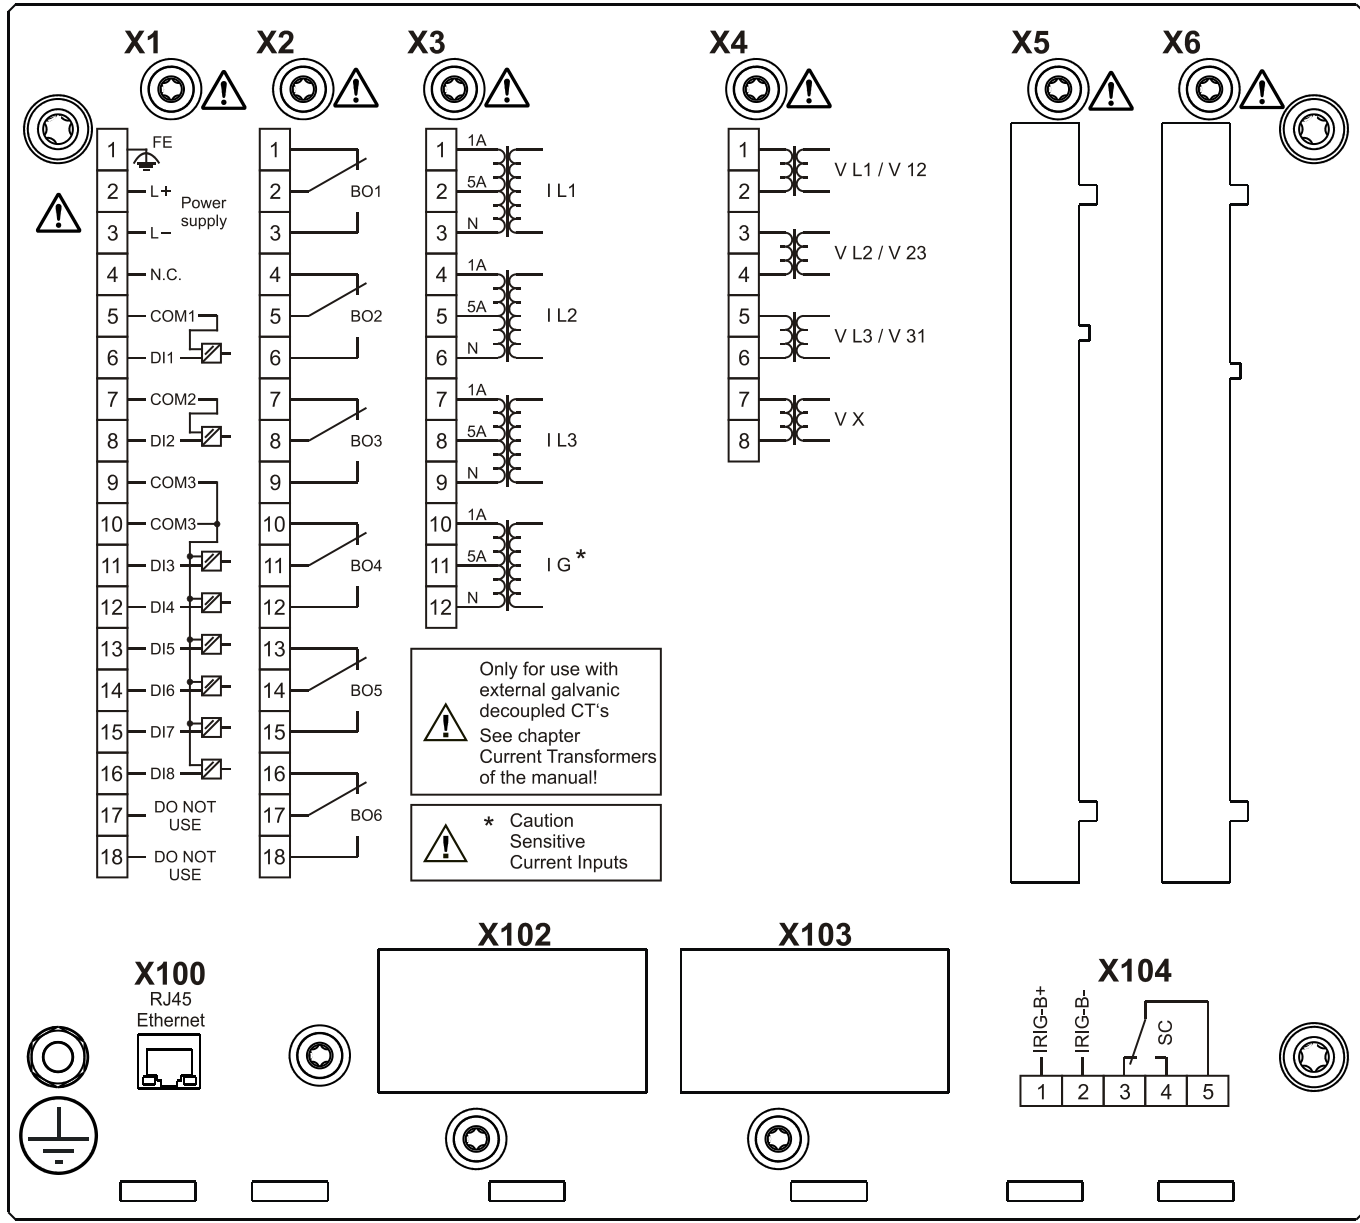 X1 X2 X3 X4 X5 X6
1 FE
2 L+
3 L−
Power
supply
4 N.C.
5 COM1
6 DI1
7 COM2
8 DI2
9 COM3
10 COM3
11 DI3
12 DI4
13 DI5
14 DI6
15 DI7
16 DI8
17 DO NOT
USE
18 DO NOT
USE
1
2 BO1
3
4
5 BO2
6
7
8 BO3
9
10
11 BO4
12
13
14 BO5
15
16
17 BO6
18
1 1A
2 5A I L1
3 N
4 1A
5 5A I L2
6 N
7 1A
8 5A I L3
9 N
10 1A
11 5A I G *
12 N
Only for use with
external galvanic
decoupled CT‘s
See chapter
Current Transformers
of the manual!
* Caution
Sensitive
Current Inputs
1
V L1 / V 12
2
3
V L2 / V 23
4
5
V L3 / V 31
6
7
V X
8
X100
RJ45
Ethernet
X102
X103
X104
IRIG-B+
IRIG-B-
SC
1 2 3 4 5